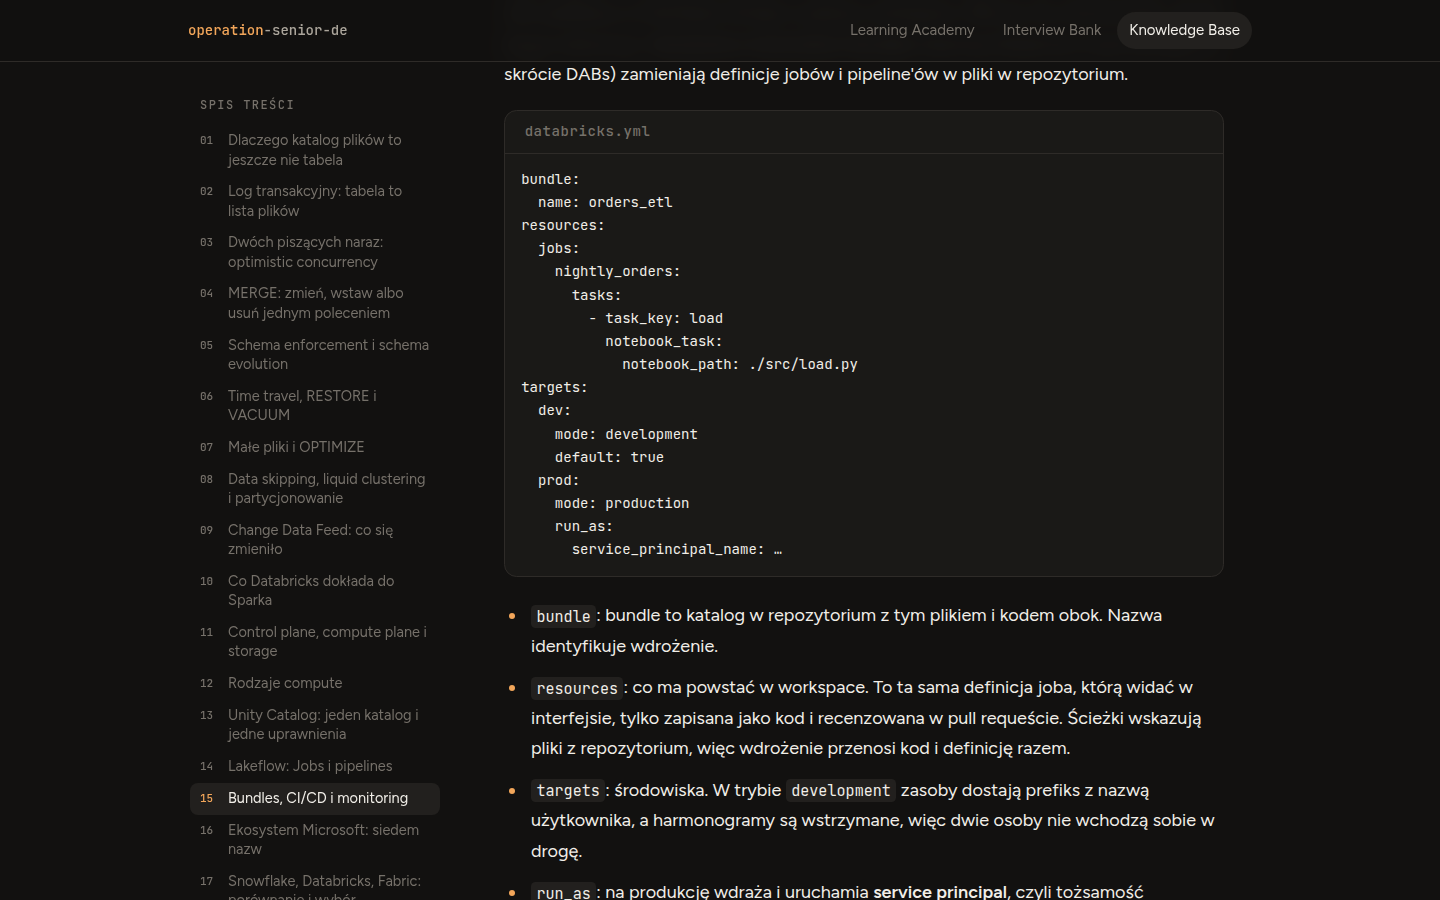 operation-senior-de
Learning Academy
Interview Bank
Knowledge Base
SPIS TREŚCI
01 Dlaczego katalog plików to
jeszcze nie tabela
02 Log transakcyjny: tabela to
lista plików
03 Dwóch piszących naraz:
optimistic concurrency
04 MERGE: zmień, wstaw albo
usuń jednym poleceniem
05 Schema enforcement i schema
evolution
06 Time travel, RESTORE i
VACUUM
07 Małe pliki i OPTIMIZE
08 Data skipping, liquid clustering
i partycjonowanie
09 Change Data Feed: co się
zmieniło
10 Co Databricks dokłada do
Sparka
11 Control plane, compute plane i
storage
12 Rodzaje compute
13 Unity Catalog: jeden katalog i
jedne uprawnienia
14 Lakeflow: Jobs i pipelines
15 Bundles, CI/CD i monitoring
16 Ekosystem Microsoft: siedem
nazw
17 Snowflake, Databricks, Fabric:
porównanie i wybór
skrócie DABs) zamieniają definicje jobów i pipeline'ów w pliki w repozytorium.
databricks.yml
bundle:
  name: orders_etl
resources:
  jobs:
    nightly_orders:
      tasks:
        - task_key: load
          notebook_task:
            notebook_path: ./src/load.py
targets:
  dev:
    mode: development
    default: true
  prod:
    mode: production
    run_as:
      service_principal_name: …
• bundle: bundle to katalog w repozytorium z tym plikiem i kodem obok. Nazwa
identyfikuje wdrożenie.
• resources: co ma powstać w workspace. To ta sama definicja joba, którą widać w
interfejsie, tylko zapisana jako kod i recenzowana w pull requeście. Ścieżki wskazują
pliki z repozytorium, więc wdrożenie przenosi kod i definicję razem.
• targets: środowiska. W trybie development zasoby dostają prefiks z nazwą
użytkownika, a harmonogramy są wstrzymane, więc dwie osoby nie wchodzą sobie w
drogę.
• run_as: na produkcję wdraża i uruchamia service principal, czyli tożsamość